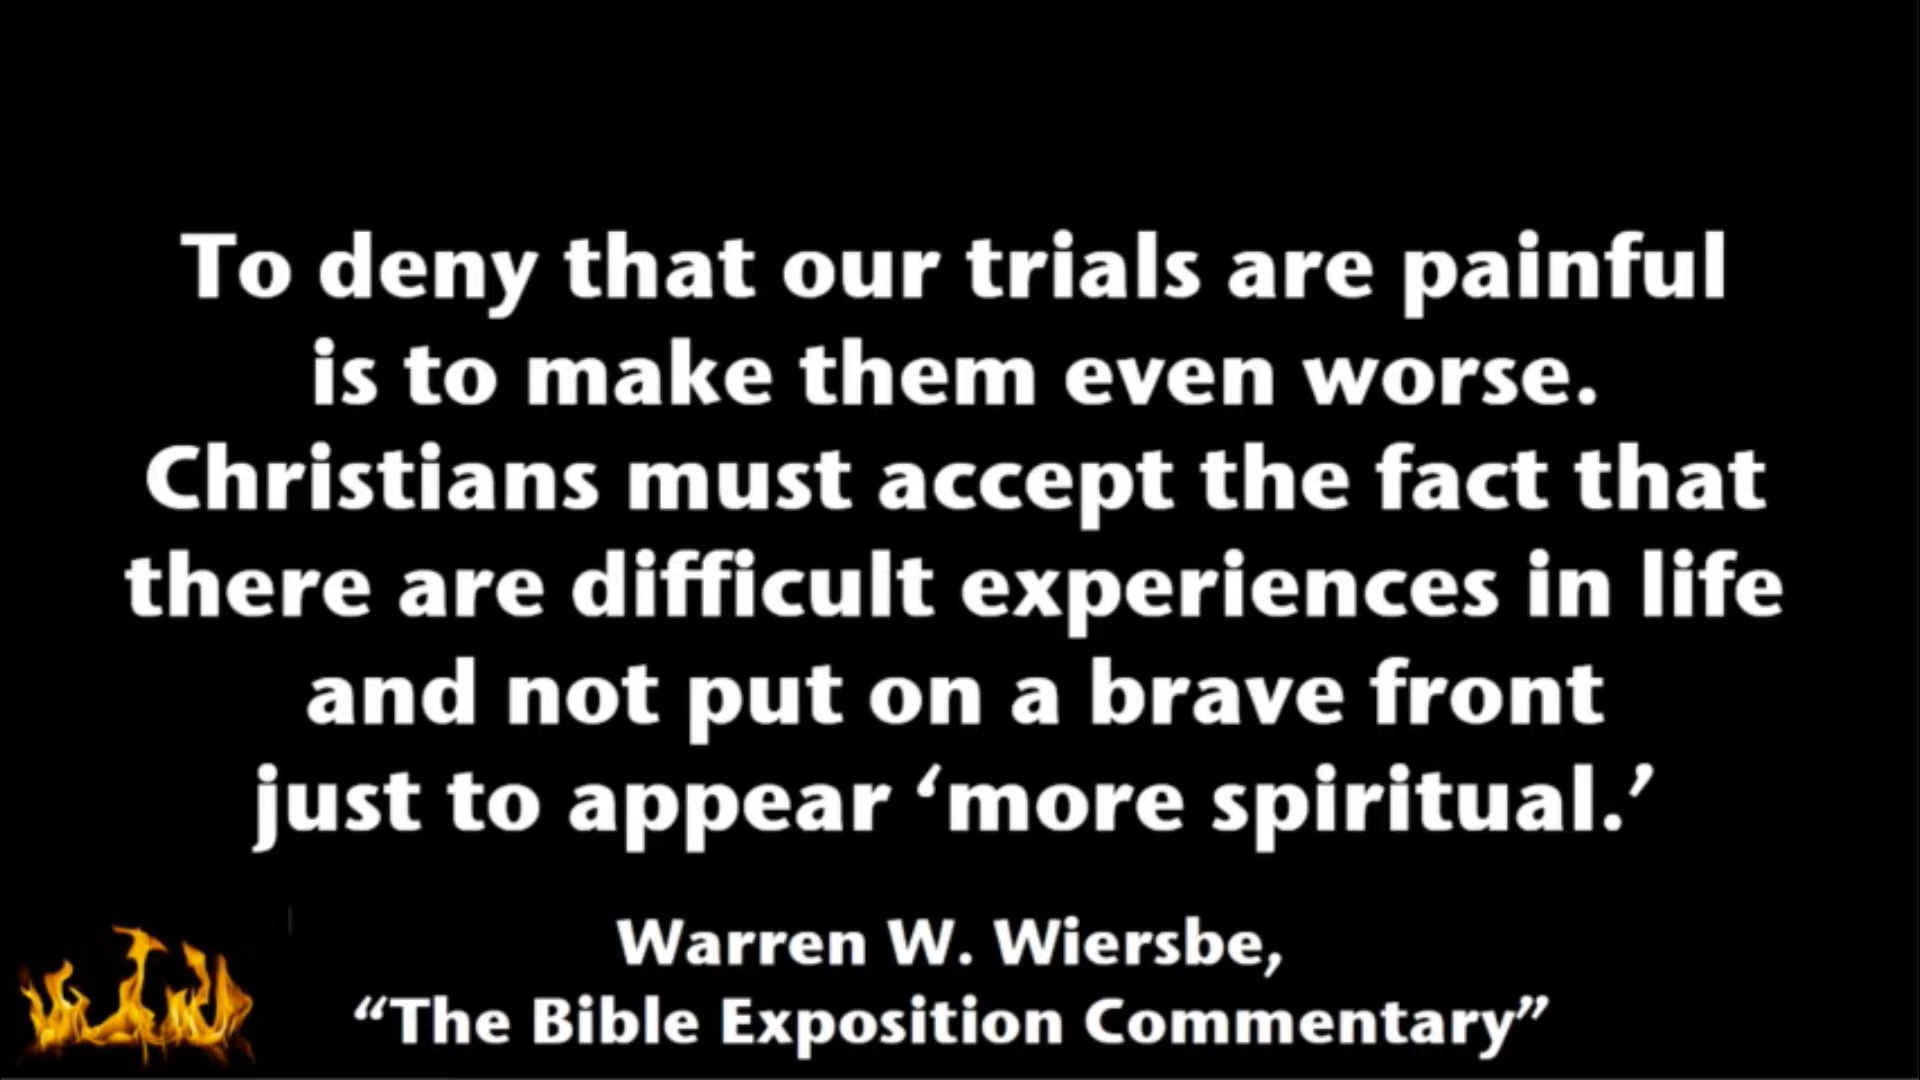 To deny that our trials are painful
is to make them even worse.
Christians must accept the fact that
there are difficult experiences in life
and not put on a brave front
just to appear ‘more spiritual.’
Warren W. Wiersbe,
“The Bible Exposition Commentary”